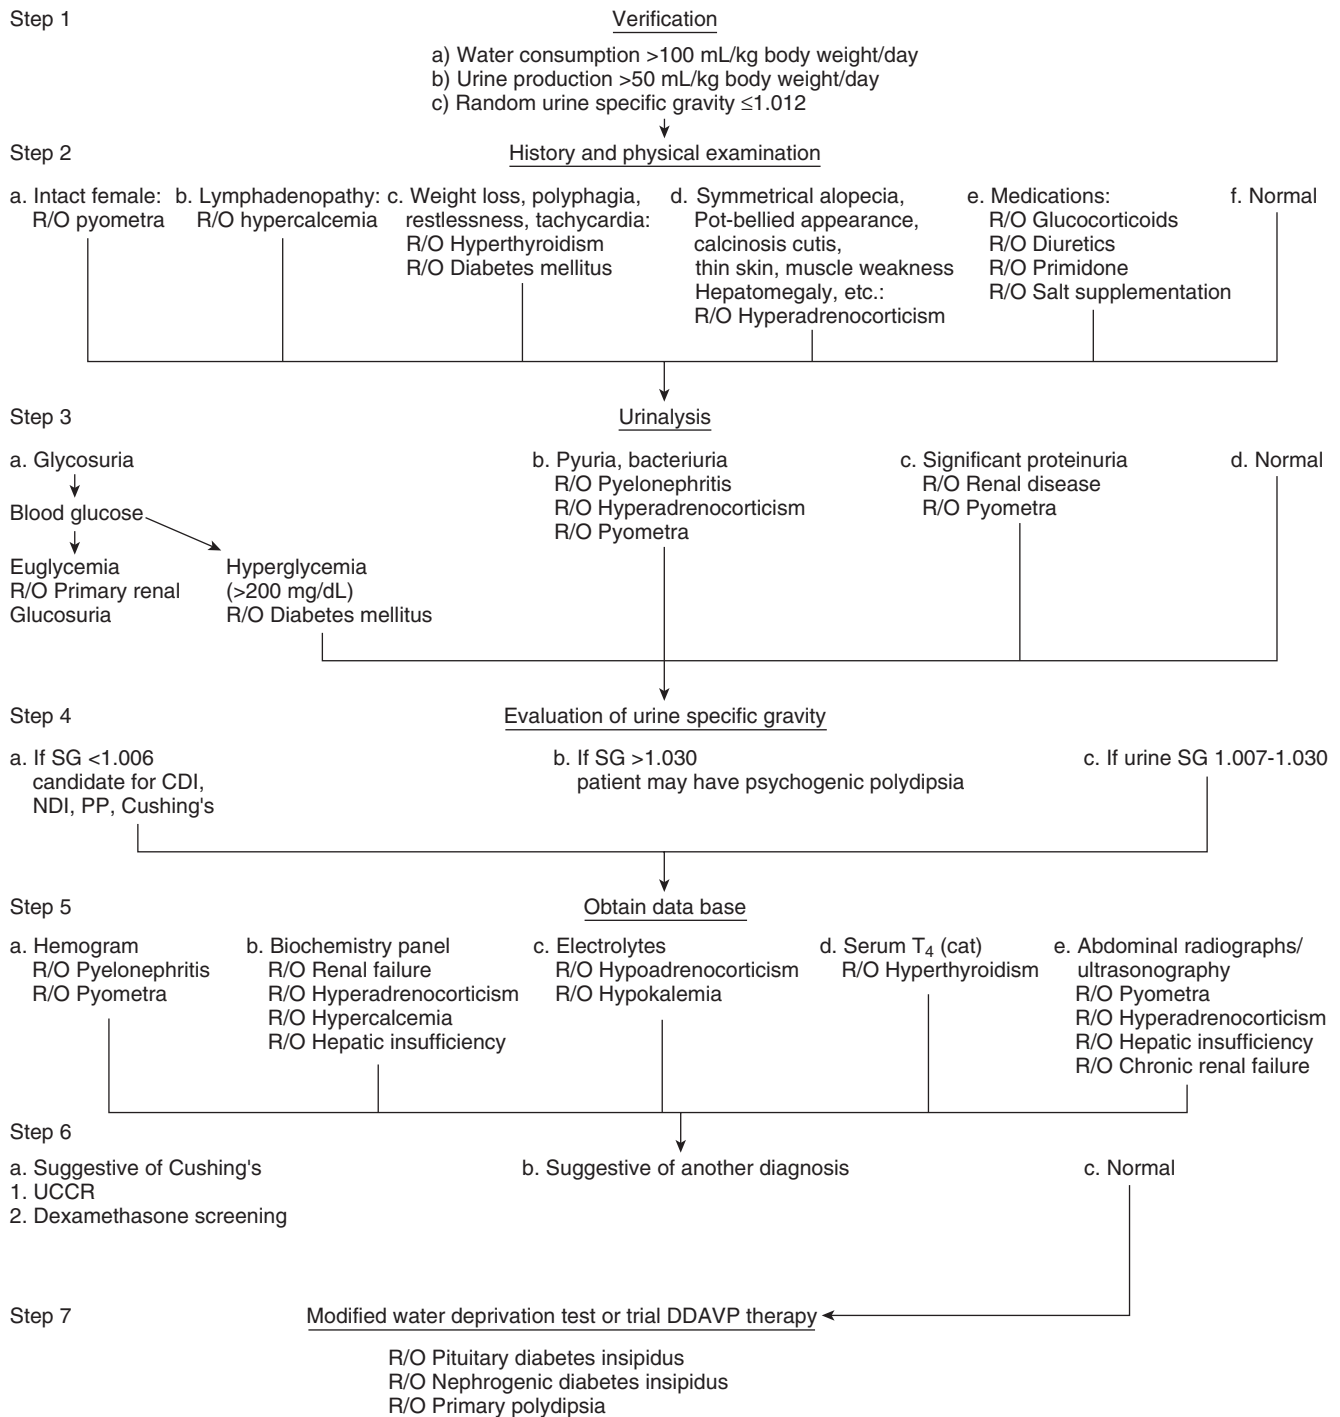 Step 1
Verification
a) Water consumption >100 mL/kg body weight/day
b) Urine production >50 mL/kg body weight/day
c) Random urine specific gravity ≤1.012
Step 2
History and physical examination
a. Intact female:
R/O pyometra
b. Lymphadenopathy:
R/O hypercalcemia
c. Weight loss, polyphagia,
restlessness, tachycardia:
R/O Hyperthyroidism
R/O Diabetes mellitus
d. Symmetrical alopecia,
Pot-bellied appearance,
calcinosis cutis,
thin skin, muscle weakness
Hepatomegaly, etc.:
R/O Hyperadrenocorticism
e. Medications:
R/O Glucocorticoids
R/O Diuretics
R/O Primidone
R/O Salt supplementation
f. Normal
Step 3
Urinalysis
a. Glycosuria
Blood glucose
Euglycemia
R/O Primary renal
Glucosuria
Hyperglycemia
(>200 mg/dL)
R/O Diabetes mellitus
b. Pyuria, bacteriuria
R/O Pyelonephritis
R/O Hyperadrenocorticism
R/O Pyometra
c. Significant proteinuria
R/O Renal disease
R/O Pyometra
d. Normal
Step 4
Evaluation of urine specific gravity
a. If SG <1.006
candidate for CDI,
NDI, PP, Cushing's
b. If SG >1.030
patient may have psychogenic polydipsia
c. If urine SG 1.007-1.030
Step 5
Obtain data base
a. Hemogram
R/O Pyelonephritis
R/O Pyometra
b. Biochemistry panel
R/O Renal failure
R/O Hyperadrenocorticism
R/O Hypercalcemia
R/O Hepatic insufficiency
c. Electrolytes
R/O Hypoadrenocorticism
R/O Hypokalemia
d. Serum T4 (cat)
R/O Hyperthyroidism
e. Abdominal radiographs/
ultrasonography
R/O Pyometra
R/O Hyperadrenocorticism
R/O Hepatic insufficiency
R/O Chronic renal failure
Step 6
a. Suggestive of Cushing's
1. UCCR
2. Dexamethasone screening
b. Suggestive of another diagnosis
c. Normal
Step 7
Modified water deprivation test or trial DDAVP therapy
R/O Pituitary diabetes insipidus
R/O Nephrogenic diabetes insipidus
R/O Primary polydipsia